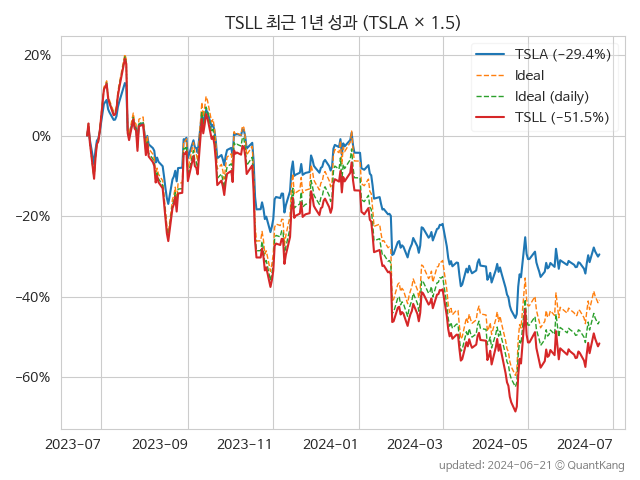 TSLL 최근 1년 성과 (TSLA × 1.5)
TSLA (−29.4%)
Ideal
Ideal (daily)
TSLL (−51.5%)
20%
0%
−20%
−40%
−60%
2023−07
2023−09
2023−11
2024−01
2024−03
2024−05
2024−07
updated: 2024-06-21 © QuantKang